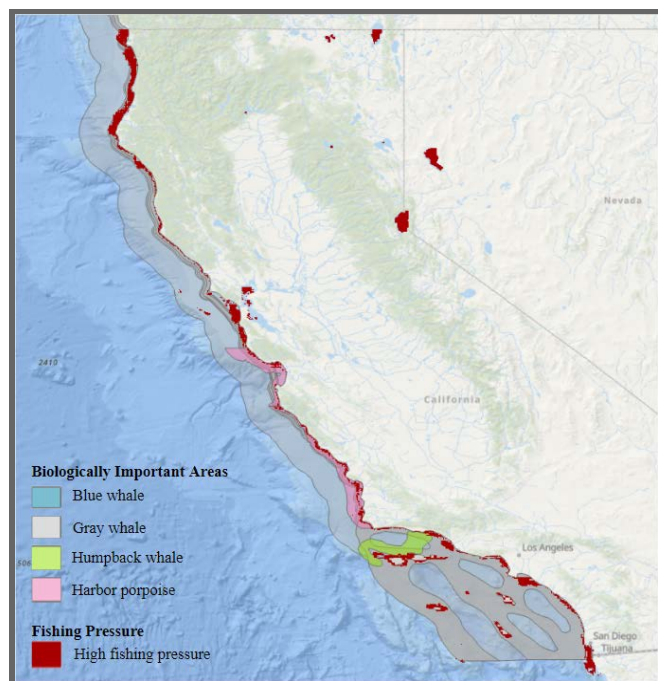 Nevada
2410
California
Biologically Important Areas
Blue whale
Gray whale
Humpback whale
Harbor porpoise
Los Angeles
Fishing Pressure
High fishing pressure
San Diego
Tijuana